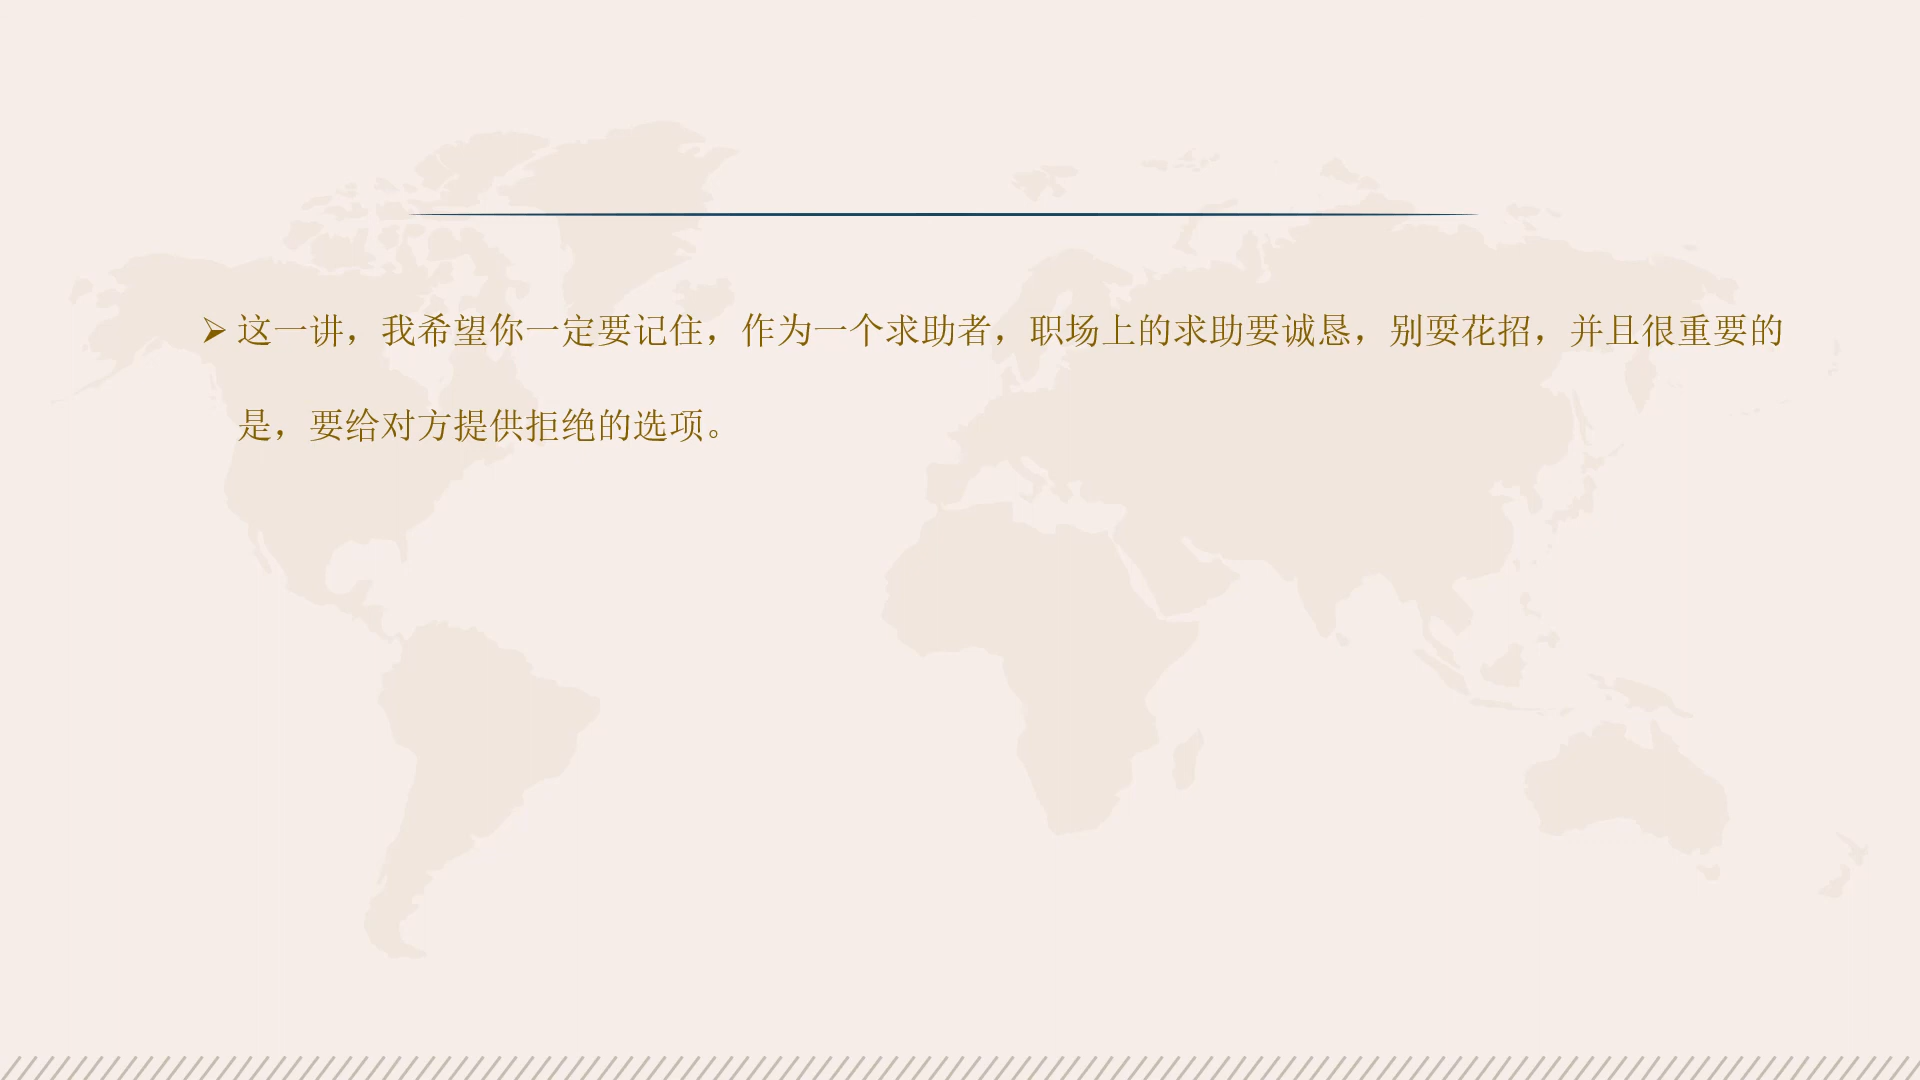 这一讲，我希望你一定要记住，作为一个求助者，职场上的求助要诚恳，别耍花招，并且很重要的
是，要给对方提供拒绝的选项。